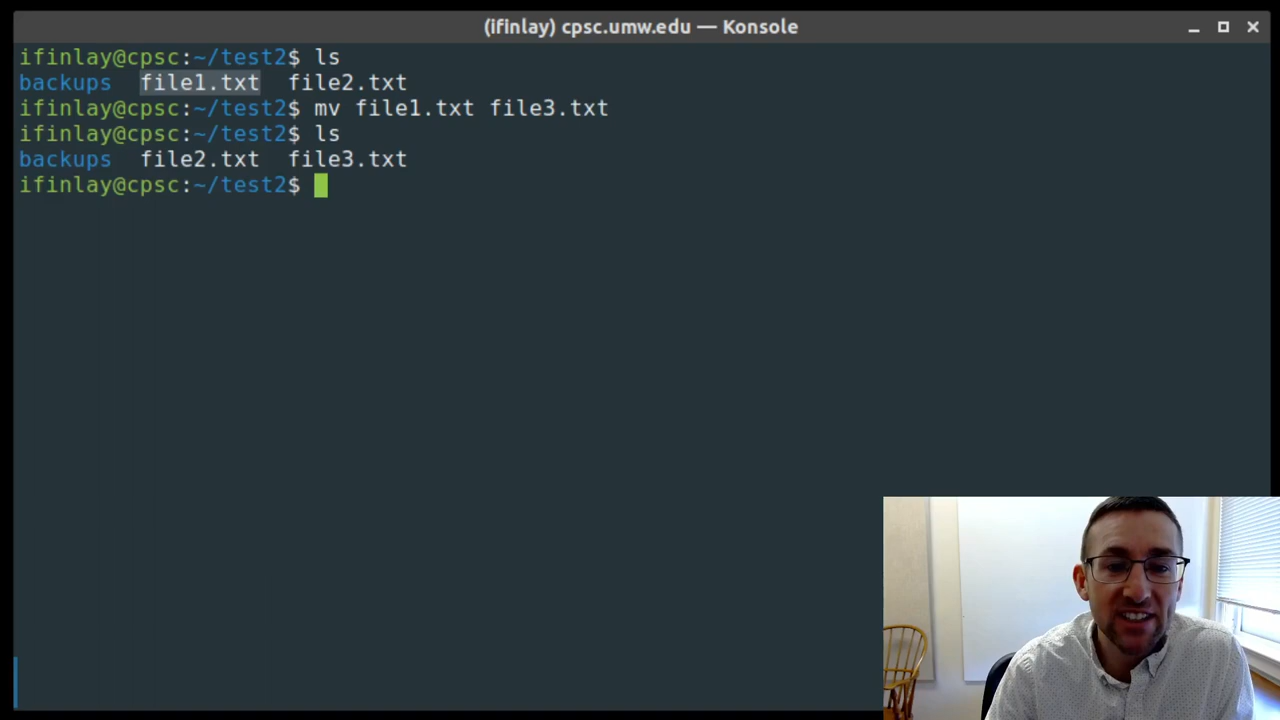 (ifinlay) cpsc.umw.edu — Konsole
ifinlay@cpsc:~/test2$ ls
backups  file1.txt  file2.txt
ifinlay@cpsc:~/test2$ mv file1.txt file3.txt
ifinlay@cpsc:~/test2$ ls
backups  file2.txt  file3.txt
ifinlay@cpsc:~/test2$